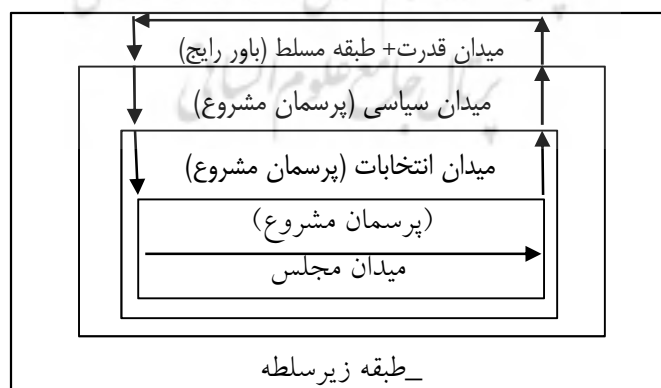 میدان قدرت+ طبقه مسلط (باور رایج)
میدان سیاسی (پرسمان مشروع)
میدان انتخابات (پرسمان مشروع)
(پرسمان مشروع)
میدان مجلس
_طبقه زیرسلطه